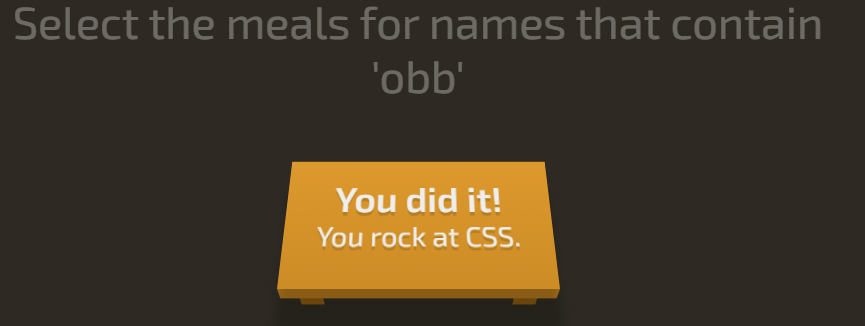 Select the meals for names that contain
'obb'
You did it!
You rock at CSS.